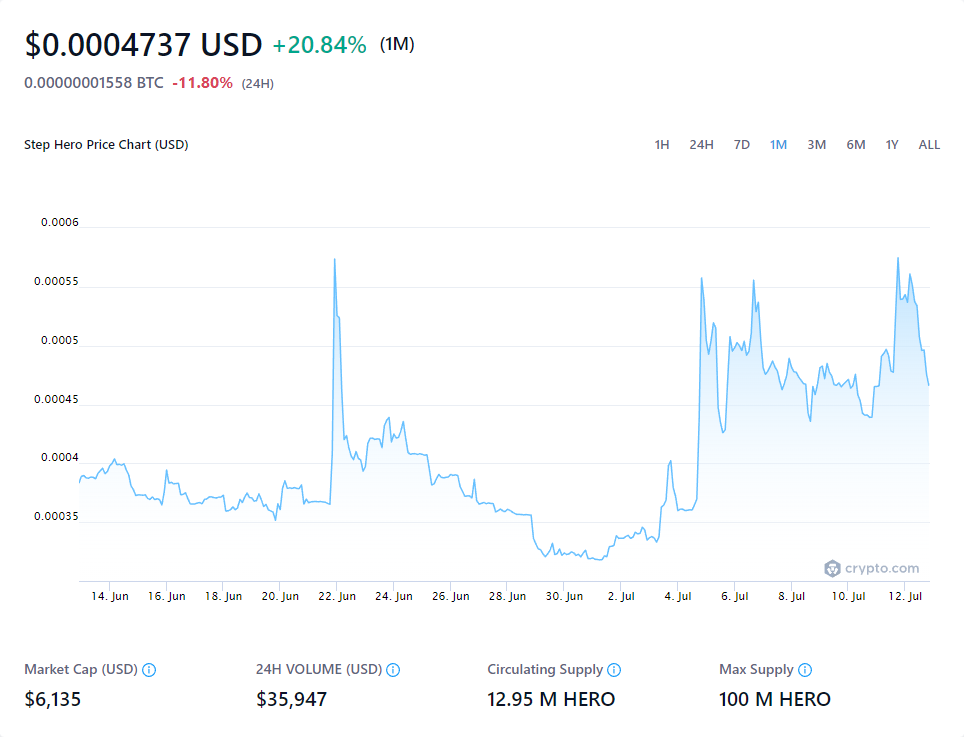 $0.0004737 USD +20.84% (1M)
0.00000001558 BTC -11.80% (24H)
Step Hero Price Chart (USD) 1H 24H 7D 1M 3M 6M 1Y ALL
0.0006
0.00055
0.0005
0.00045
0.0004
0.00035
crypto.com
14. Jun 16. Jun 18. Jun 20. Jun 22. Jun 24. Jun 26. Jun 28. Jun 30. Jun 2. Jul 4. Jul 6. Jul 8. Jul 10. Jul 12. Jul
Market Cap (USD) 24H VOLUME (USD) Circulating Supply Max Supply
$6,135 $35,947 12.95 M HERO 100 M HERO